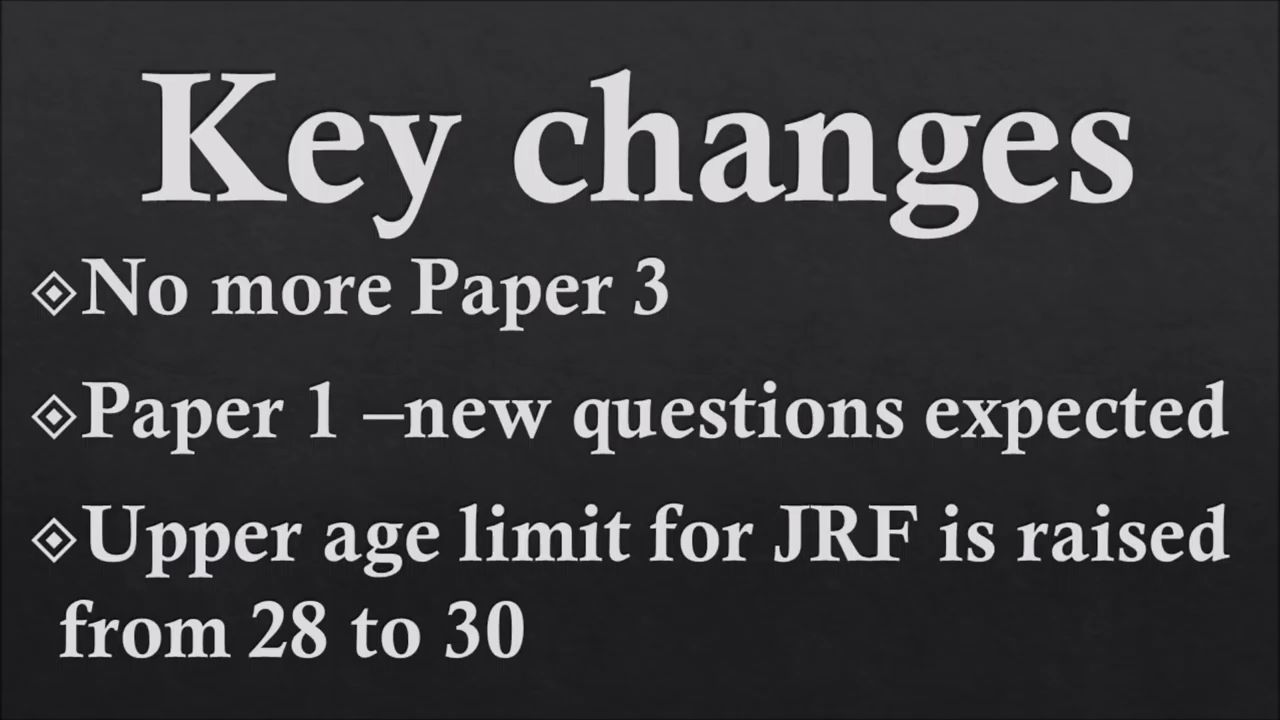 Key changes
No more Paper 3
Paper 1 –new questions expected
Upper age limit for JRF is raised
from 28 to 30